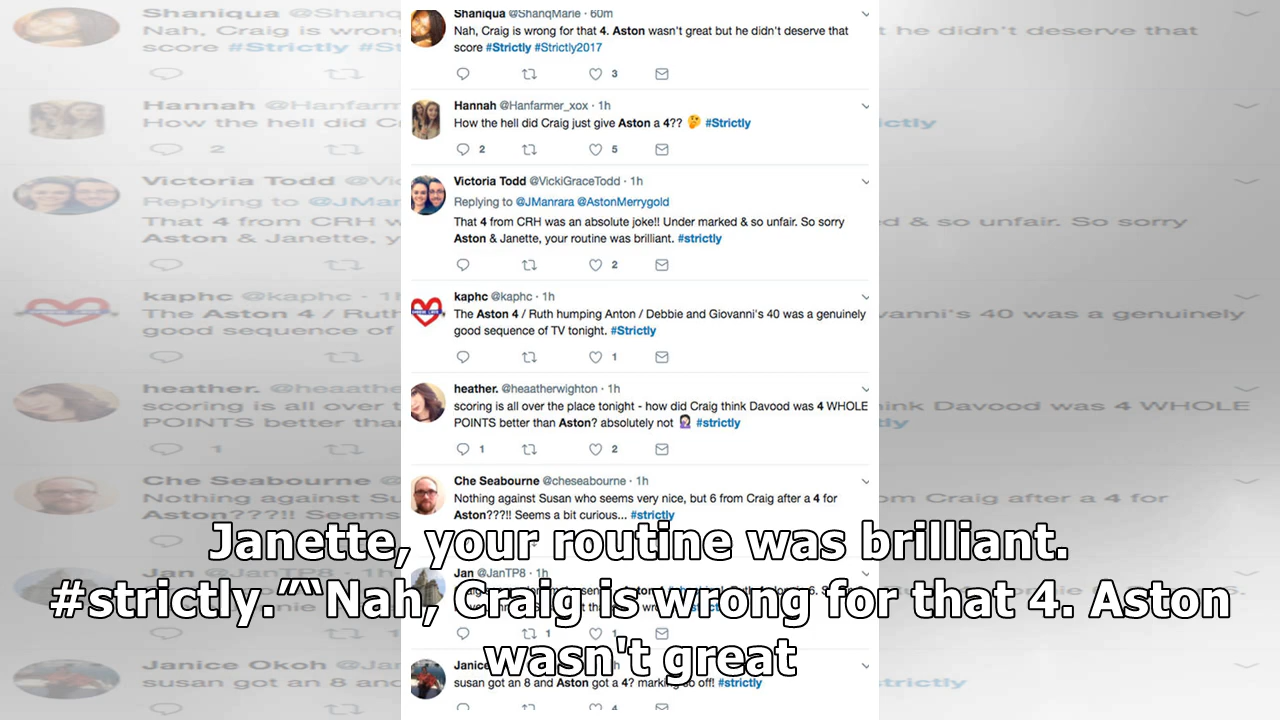 Shaniqua @ShanqMarie · 60m
Nah, Craig is wrong for that 4. Aston wasn't great but he didn't deserve that
score #Strictly #Strictly2017
3
Hannah @Hanfarmer_xox · 1h
How the hell did Craig just give Aston a 4?? 🤔 #Strictly
2 5
Victoria Todd @VickiGraceTodd · 1h
Replying to @JManrara @AstonMerrygold
That 4 from CRH was an absolute joke!! Under marked & so unfair. So sorry
Aston & Janette, your routine was brilliant. #strictly
2
kaphc @kaphc · 1h
The Aston 4 / Ruth humping Anton / Debbie and Giovanni's 40 was a genuinely
good sequence of TV tonight. #Strictly
1
heather. @heaatherwighton · 1h
scoring is all over the place tonight - how did Craig think Davood was 4 WHOLE
POINTS better than Aston? absolutely not 🤦🏻‍♀️ #strictly
1 2
Che Seabourne @cheseabourne · 1h
Nothing against Susan who seems very nice, but 6 from Craig after a 4 for
Aston???!! Seems a bit curious... #strictly
Jan @JanTP8 · 1h
1 1
Janice
susan got an 8 and Aston got a 4? marking so off! #strictly
4
Janette, your routine was brilliant.
#strictly.”“Nah, Craig is wrong for that 4. Aston
wasn't great